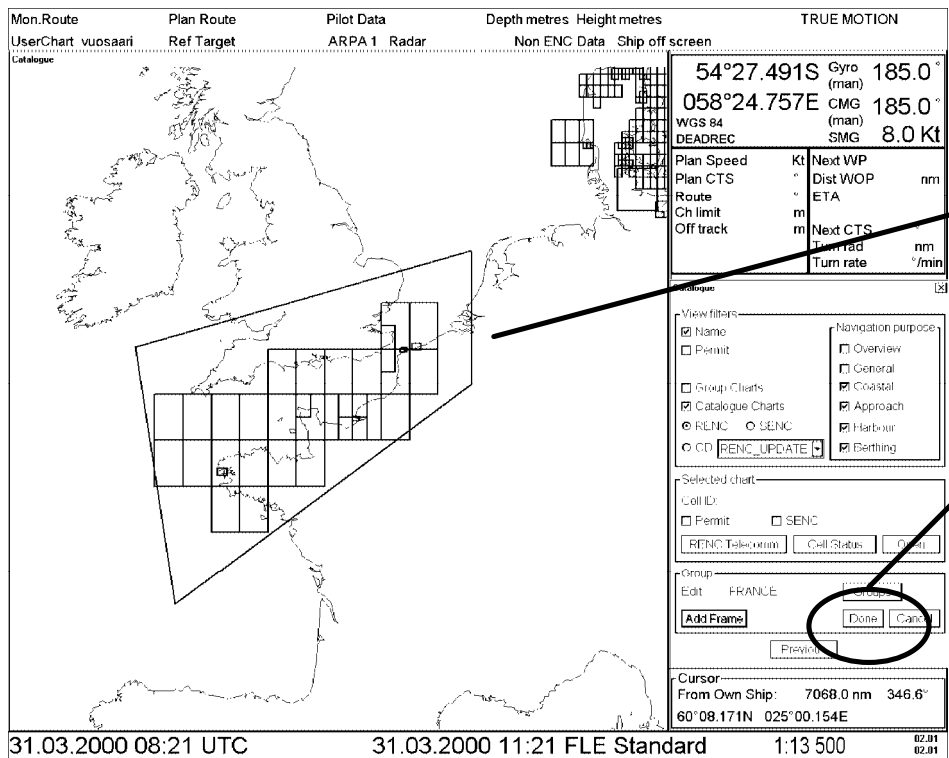 Mon.Route Plan Route Pilot Data Depth metres Height metres TRUE MOTION
UserChart vuosaari Ref Target ARPA 1 Radar Non ENC Data Ship off screen
Catalogue
54°27.491S Gyro (man) 185.0°
058°24.757E CMG (man) 185.0°
WGS 84
DEADREC SMG 8.0 Kt
Plan Speed Kt
Plan CTS °
Route °
Ch limit m
Off track m
Next WP
Dist WOP nm
ETA
Next CTS °
Turn rad nm
Turn rate °/min
Catalogue
View filters
Name
Permit
Group Charts
Catalogue Charts
RENC SENC
CD RENC_UPDATE
Navigation purpose
Overview
General
Coastal
Approach
Harbour
Berthing
Selected chart
Cell ID:
Permit SENC
RENC Telecomm Cell Status Open
Group
Edit FRANCE Groups
Add Frame Done Cancel
Previous
Cursor
From Own Ship: 7068.0 nm 346.6°
60°08.171N 025°00.154E
31.03.2000 08:21 UTC 31.03.2000 11:21 FLE Standard 1:13 500 02.01
02.01